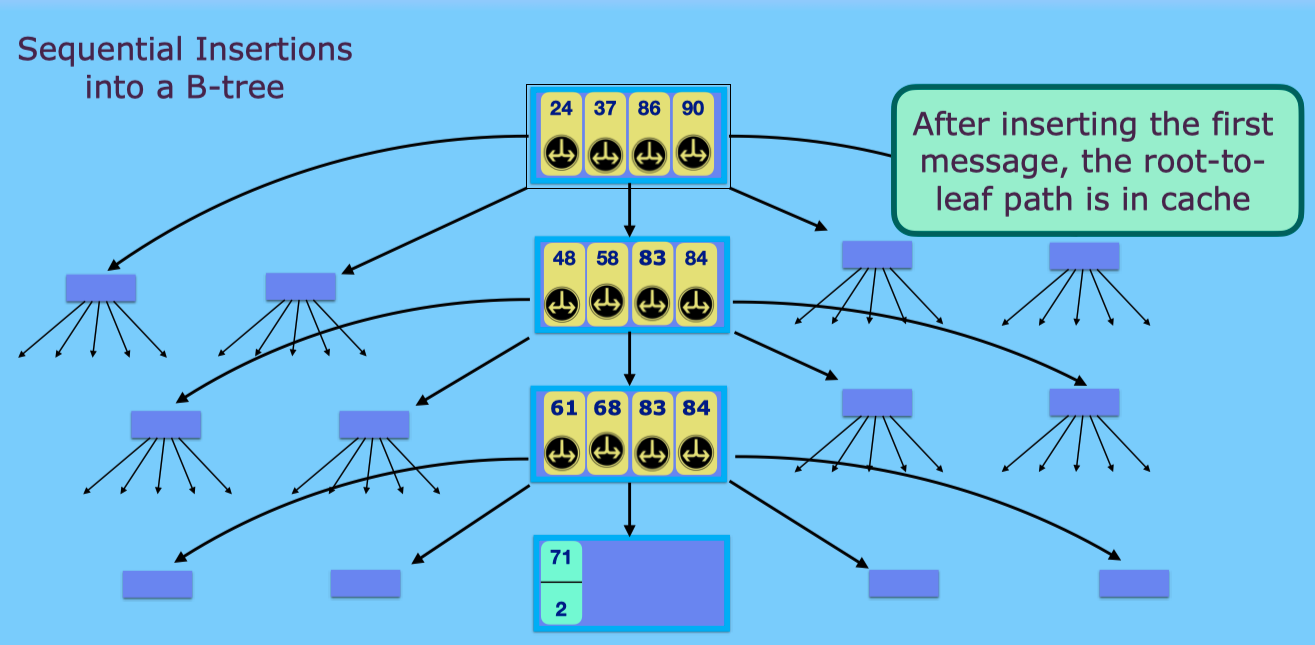 Sequential Insertions
into a B-tree
24 37 86 90
After inserting the first
message, the root-to-
leaf path is in cache
48 58 83 84
61 68 83 84
71
2